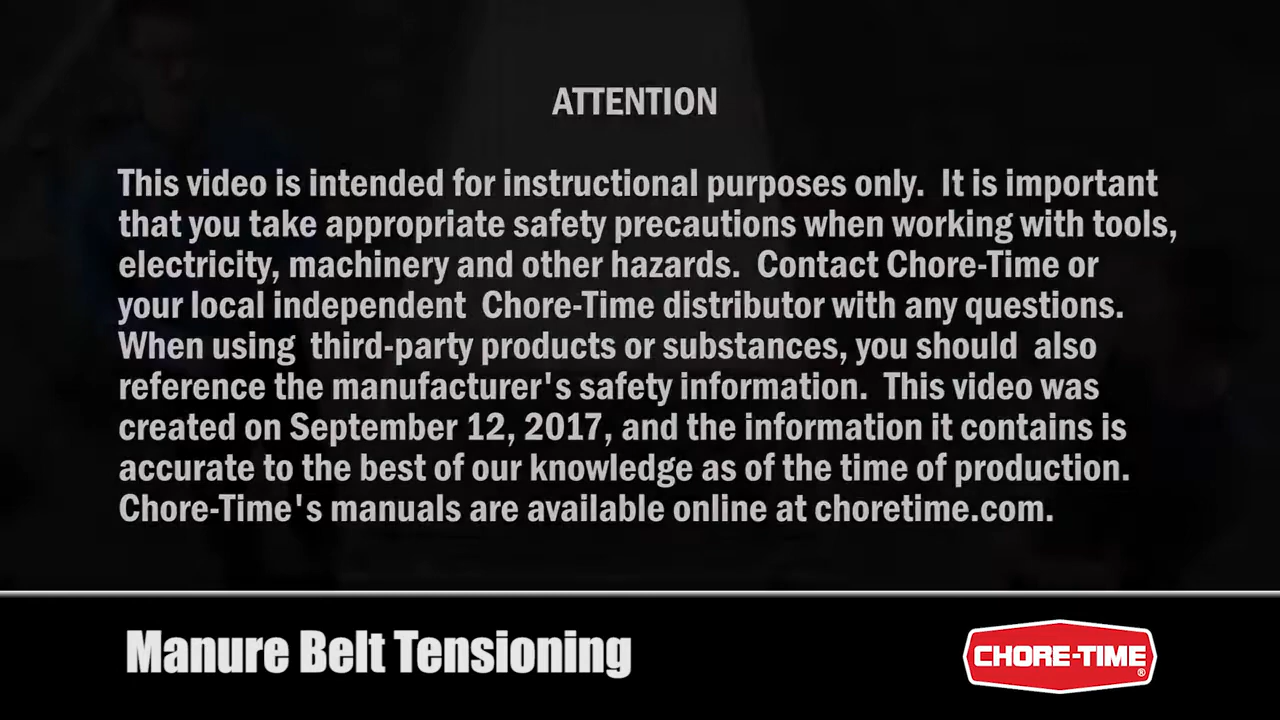 ATTENTION
This video is intended for instructional purposes only.  It is important
that you take appropriate safety precautions when working with tools,
electricity, machinery and other hazards.  Contact Chore-Time or
your local independent  Chore-Time distributor with any questions.
When using  third-party products or substances, you should  also
reference the manufacturer's safety information.  This video was
created on September 12, 2017, and the information it contains is
accurate to the best of our knowledge as of the time of production.
Chore-Time's manuals are available online at choretime.com.
Manure Belt Tensioning
CHORE-TIME®